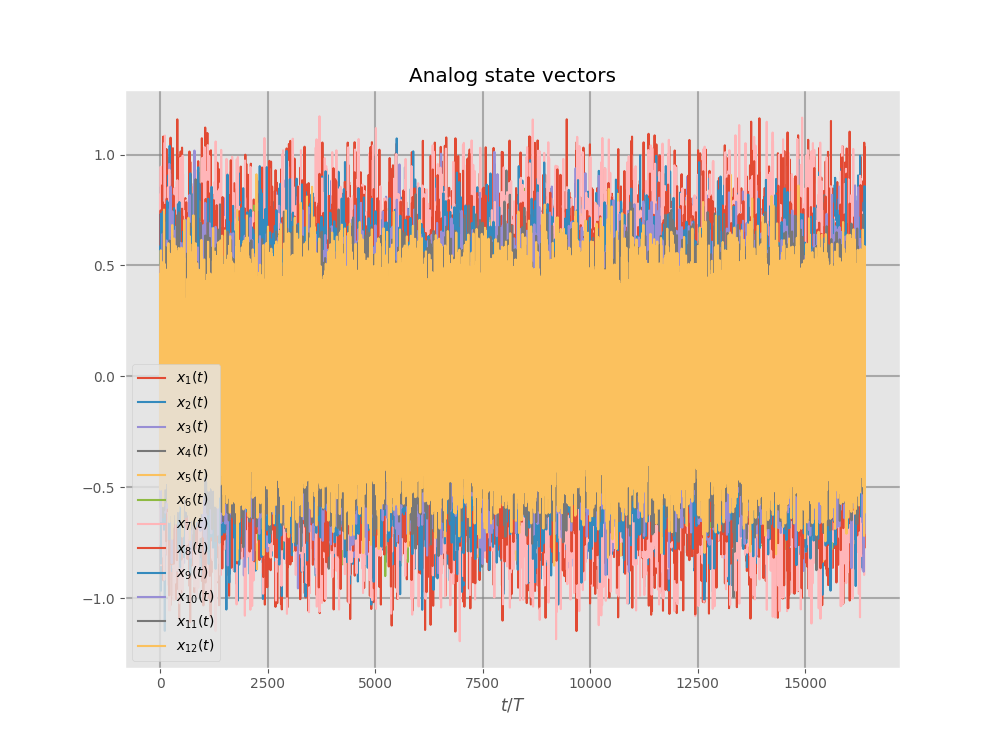 Analog state vectors
1.0
0.5
0.0
−0.5
−1.0
x₁(t)
x₂(t)
x₃(t)
x₄(t)
x₅(t)
x₆(t)
x₇(t)
x₈(t)
x₉(t)
x₁₀(t)
x₁₁(t)
x₁₂(t)
0 2500 5000 7500 10000 12500 15000
t/T